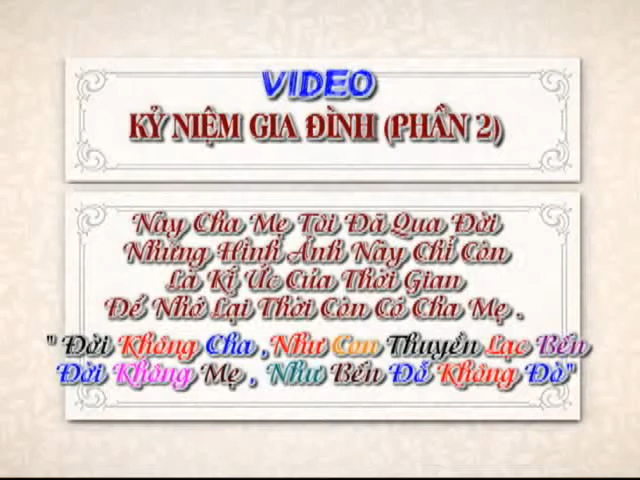 VIDEO
KỶ NIỆM GIA ĐÌNH (PHẦN 2)
Nay Cha Mẹ Tôi Đã Qua Đời
Những Hình Ảnh Nãy Chỉ Còn
Là Kí Ức Của Thời Gian
Để Nhớ Lại Thời Còn Có Cha Mẹ .
" Đời Không Cha , Như Con Thuyền Lạc Bến
Đời Không Mẹ , Như Bến Đỗ Không Đò"